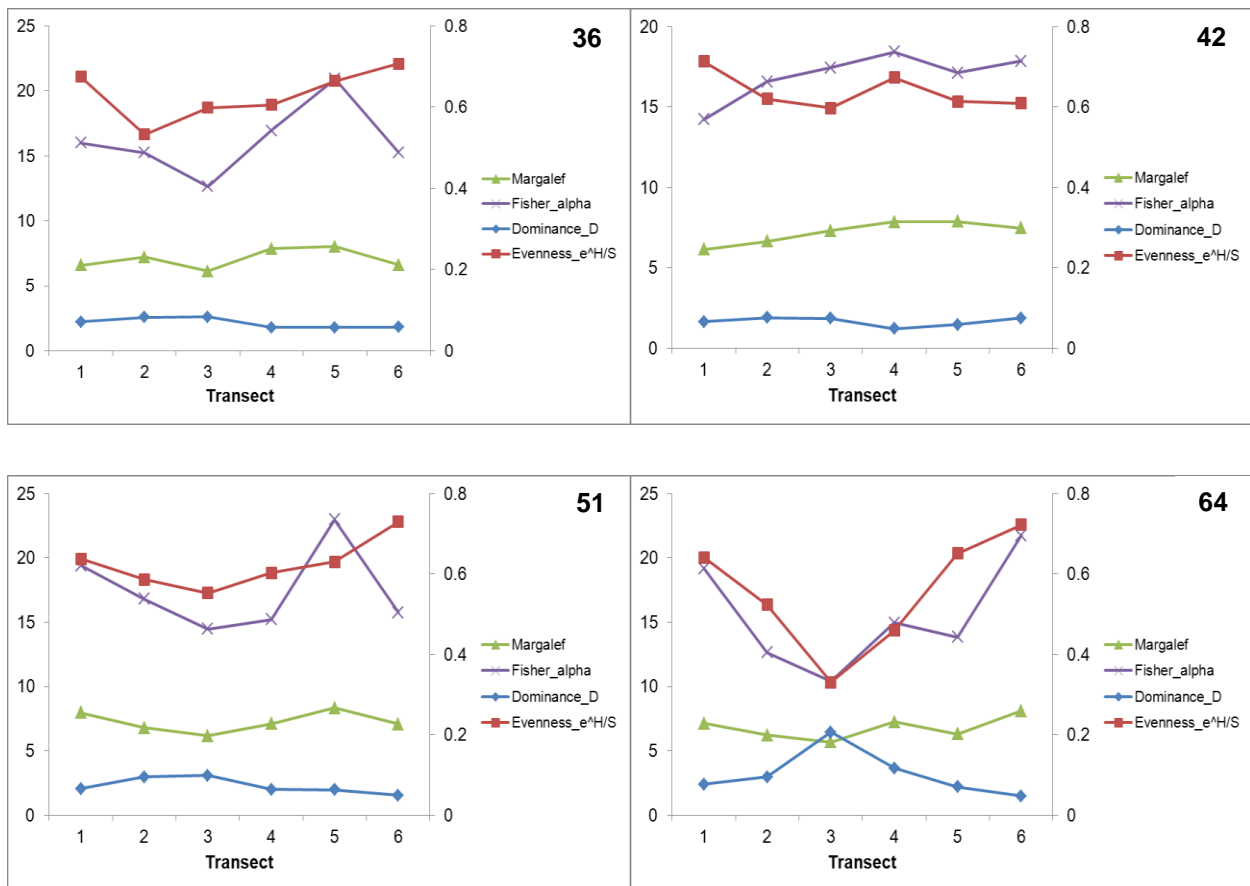 36
25
20
15
10
5
0
0.8
0.6
0.4
0.2
0
1 2 3 4 5 6
Transect
Margalef
Fisher_alpha
Dominance_D
Evenness_e^H/S
42
20
15
10
5
0
0.8
0.6
0.4
0.2
0
1 2 3 4 5 6
Transect
Margalef
Fisher_alpha
Dominance_D
Evenness_e^H/S
51
25
20
15
10
5
0
0.8
0.6
0.4
0.2
0
1 2 3 4 5 6
Transect
Margalef
Fisher_alpha
Dominance_D
Evenness_e^H/S
64
25
20
15
10
5
0
0.8
0.6
0.4
0.2
0
1 2 3 4 5 6
Transect
Margalef
Fisher_alpha
Dominance_D
Evenness_e^H/S